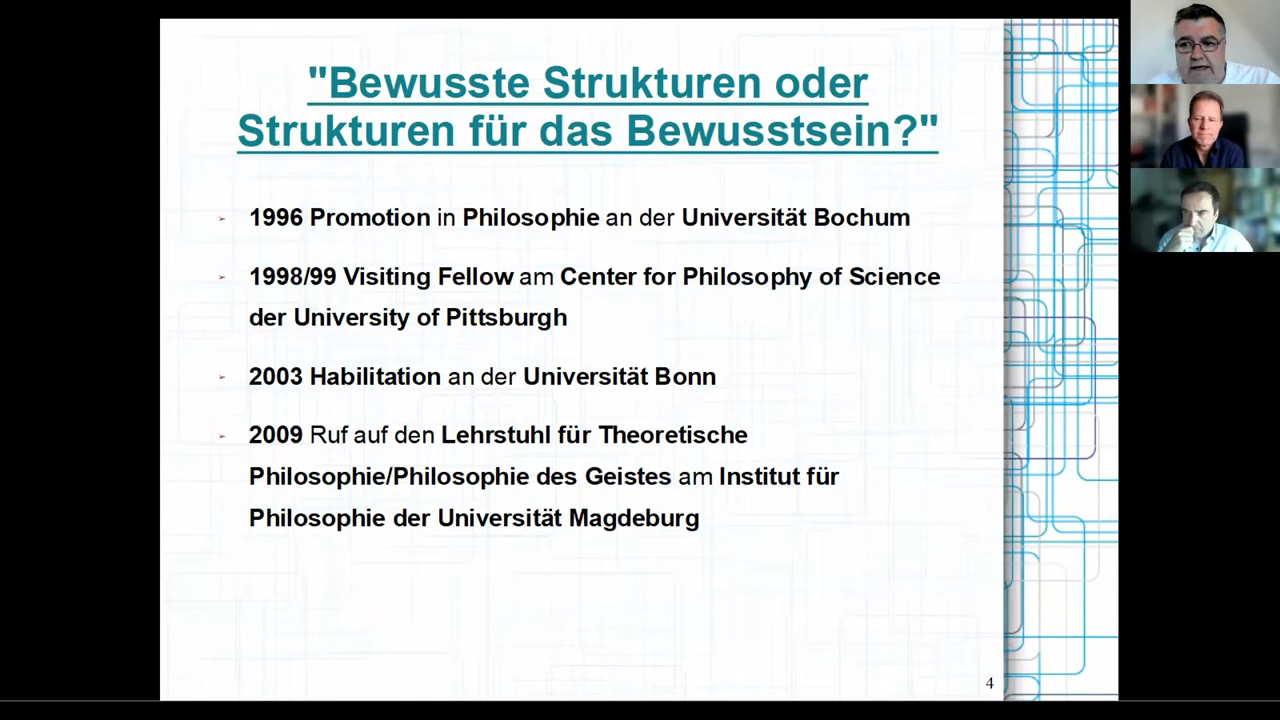 "Bewusste Strukturen oder
Strukturen für das Bewusstsein?"
1996 Promotion in Philosophie an der Universität Bochum
1998/99 Visiting Fellow am Center for Philosophy of Science
der University of Pittsburgh
2003 Habilitation an der Universität Bonn
2009 Ruf auf den Lehrstuhl für Theoretische
Philosophie/Philosophie des Geistes am Institut für
Philosophie der Universität Magdeburg
4